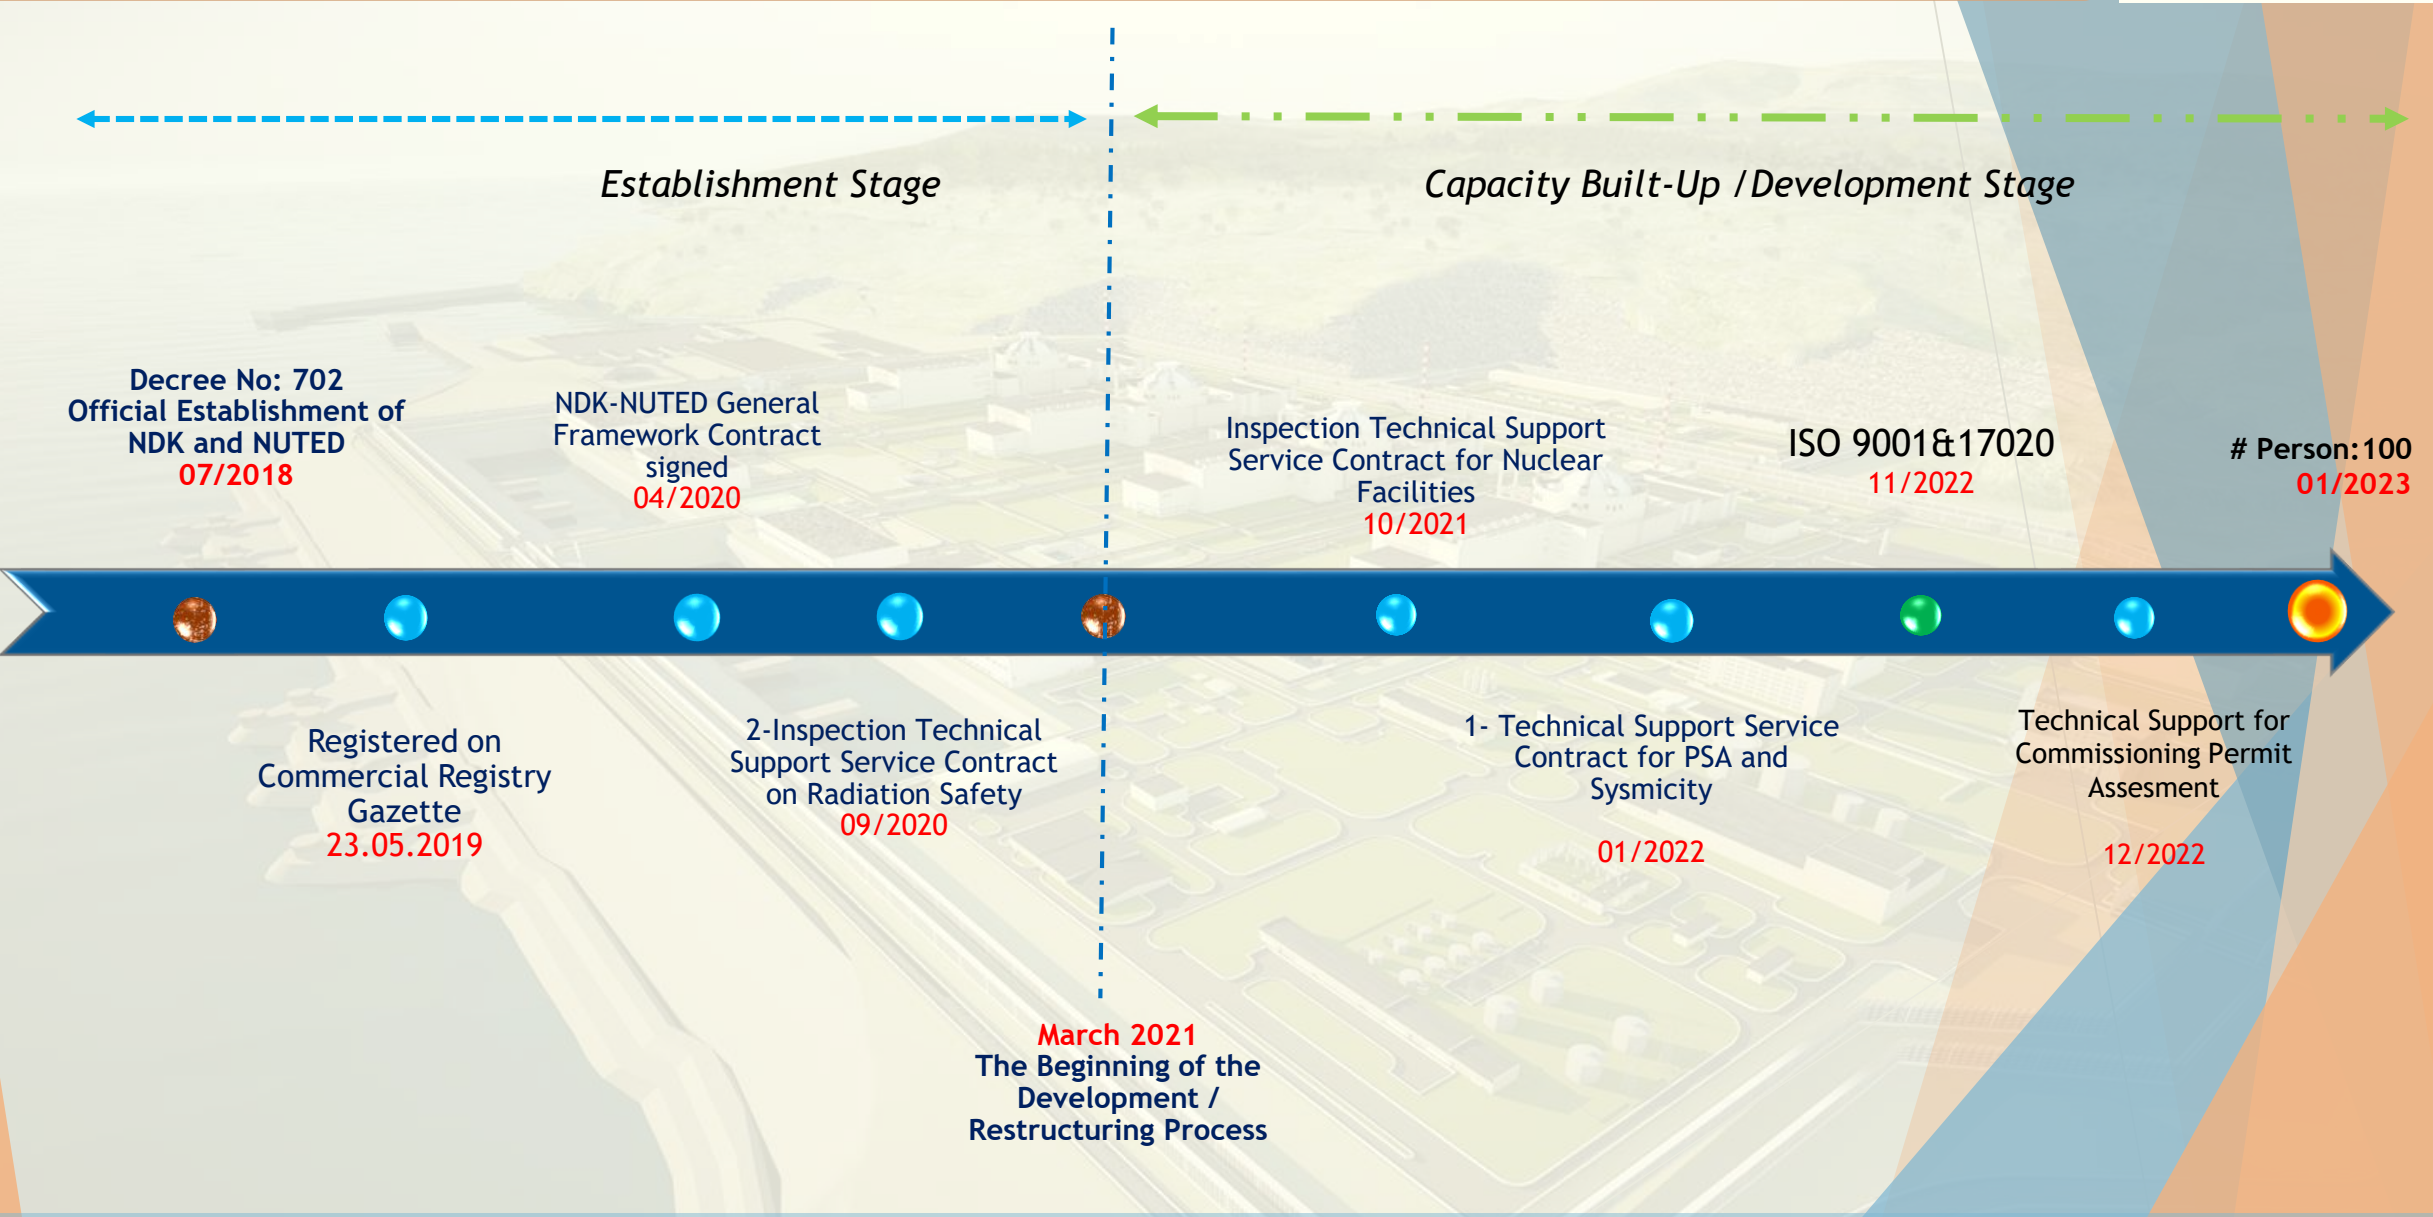 Establishment Stage
Capacity Built-Up /Development Stage
Decree No: 702
Official Establishment of
NDK and NUTED
07/2018
NDK-NUTED General
Framework Contract
signed
04/2020
Inspection Technical Support
Service Contract for Nuclear
Facilities
10/2021
ISO 9001&17020
11/2022
# Person:100
01/2023
Registered on
Commercial Registry
Gazette
23.05.2019
2-Inspection Technical
Support Service Contract
on Radiation Safety
09/2020
1- Technical Support Service
Contract for PSA and
Sysmicity
01/2022
Technical Support for
Commissioning Permit
Assesment
12/2022
March 2021
The Beginning of the
Development /
Restructuring Process